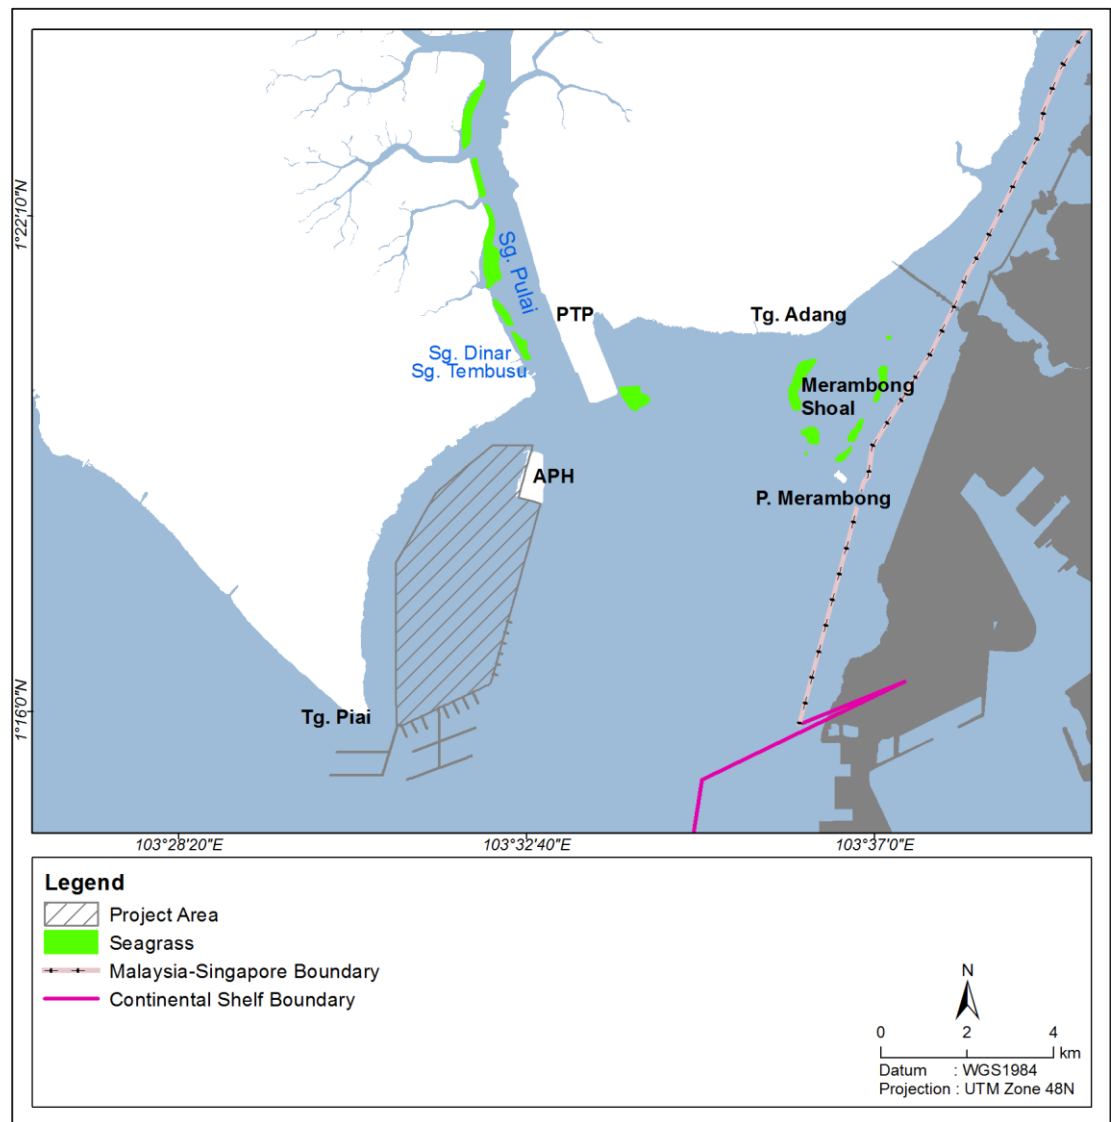 1°22'10"N
Sg. Pulai
PTP
Tg. Adang
Sg. Dinar
Sg. Tembusu
Merambong
Shoal
APH
P. Merambong
1°16'0"N
Tg. Piai
103°28'20"E
103°32'40"E
103°37'0"E
Legend
Project Area
Seagrass
Malaysia-Singapore Boundary
Continental Shelf Boundary
N
0 2 4
km
Datum : WGS1984
Projection : UTM Zone 48N